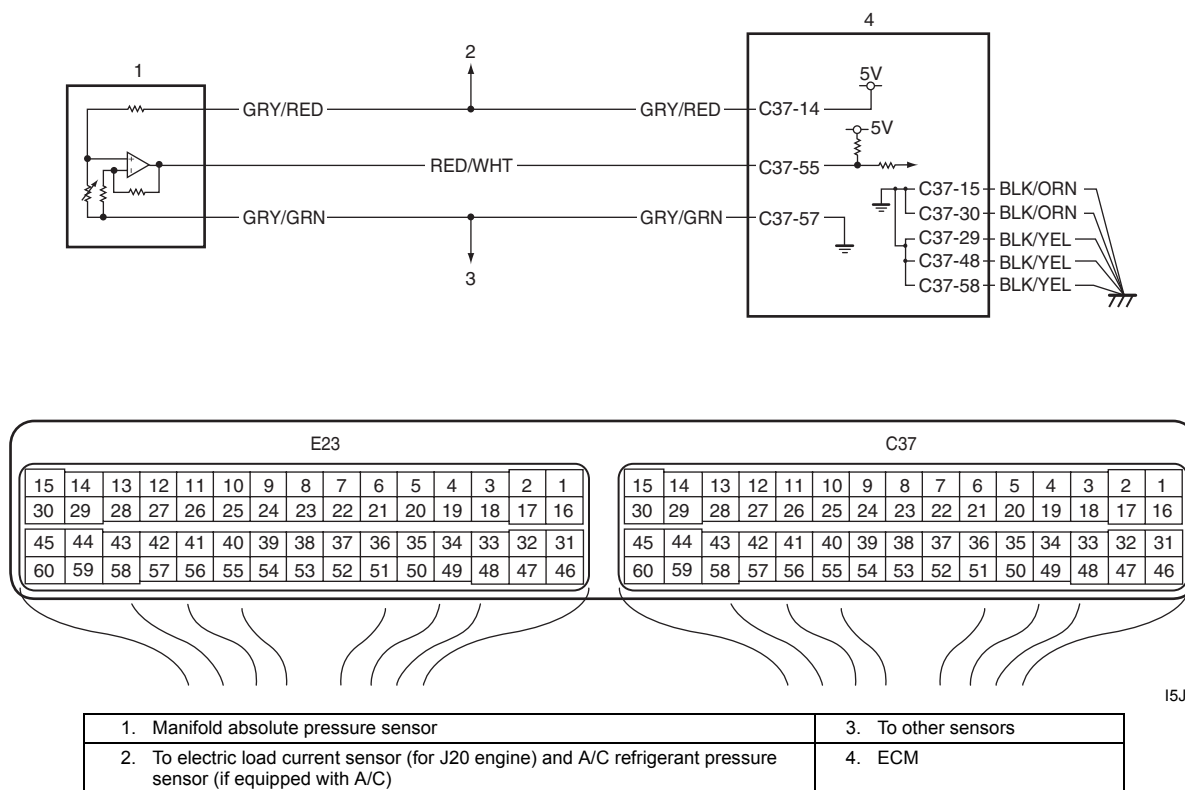 4
2
1
5V
GRY/RED GRY/RED C37-14
5V
RED/WHT C37-55
C37-15 BLK/ORN
GRY/GRN GRY/GRN C37-57
C37-30 BLK/ORN
C37-29 BLK/YEL
C37-48 BLK/YEL
3
C37-58 BLK/YEL
E23 C37
15 14 13 12 11 10 9 8 7 6 5 4 3 2 1 15 14 13 12 11 10 9 8 7 6 5 4 3 2 1
30 29 28 27 26 25 24 23 22 21 20 19 18 17 16 30 29 28 27 26 25 24 23 22 21 20 19 18 17 16
45 44 43 42 41 40 39 38 37 36 35 34 33 32 31 45 44 43 42 41 40 39 38 37 36 35 34 33 32 31
60 59 58 57 56 55 54 53 52 51 50 49 48 47 46 60 59 58 57 56 55 54 53 52 51 50 49 48 47 46
I5J
1. Manifold absolute pressure sensor 3. To other sensors
2. To electric load current sensor (for J20 engine) and A/C refrigerant pressure 4. ECM
sensor (if equipped with A/C)